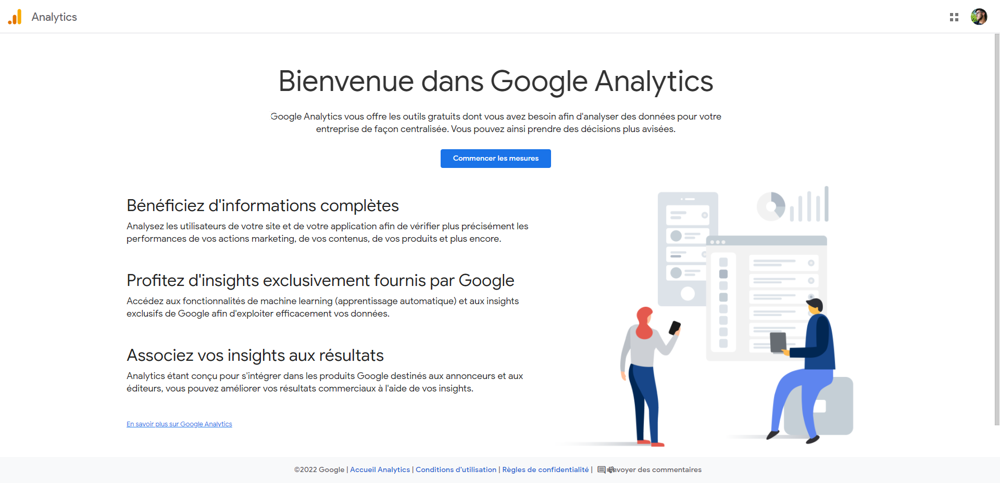 Analytics
Bienvenue dans Google Analytics
Google Analytics vous offre les outils gratuits dont vous avez besoin afin d'analyser des données pour votre
entreprise de façon centralisée. Vous pouvez ainsi prendre des décisions plus avisées.
Commencer les mesures
Bénéficiez d'informations complètes
Analysez les utilisateurs de votre site et de votre application afin de vérifier plus précisément les
performances de vos actions marketing, de vos contenus, de vos produits et plus encore.
Profitez d'insights exclusivement fournis par Google
Accédez aux fonctionnalités de machine learning (apprentissage automatique) et aux insights
exclusifs de Google afin d'exploiter efficacement vos données.
Associez vos insights aux résultats
Analytics étant conçu pour s'intégrer dans les produits Google destinés aux annonceurs et aux
éditeurs, vous pouvez améliorer vos résultats commerciaux à l'aide de vos insights.
En savoir plus sur Google Analytics
©2022 Google | Accueil Analytics | Conditions d'utilisation | Règles de confidentialité | Envoyer des commentaires